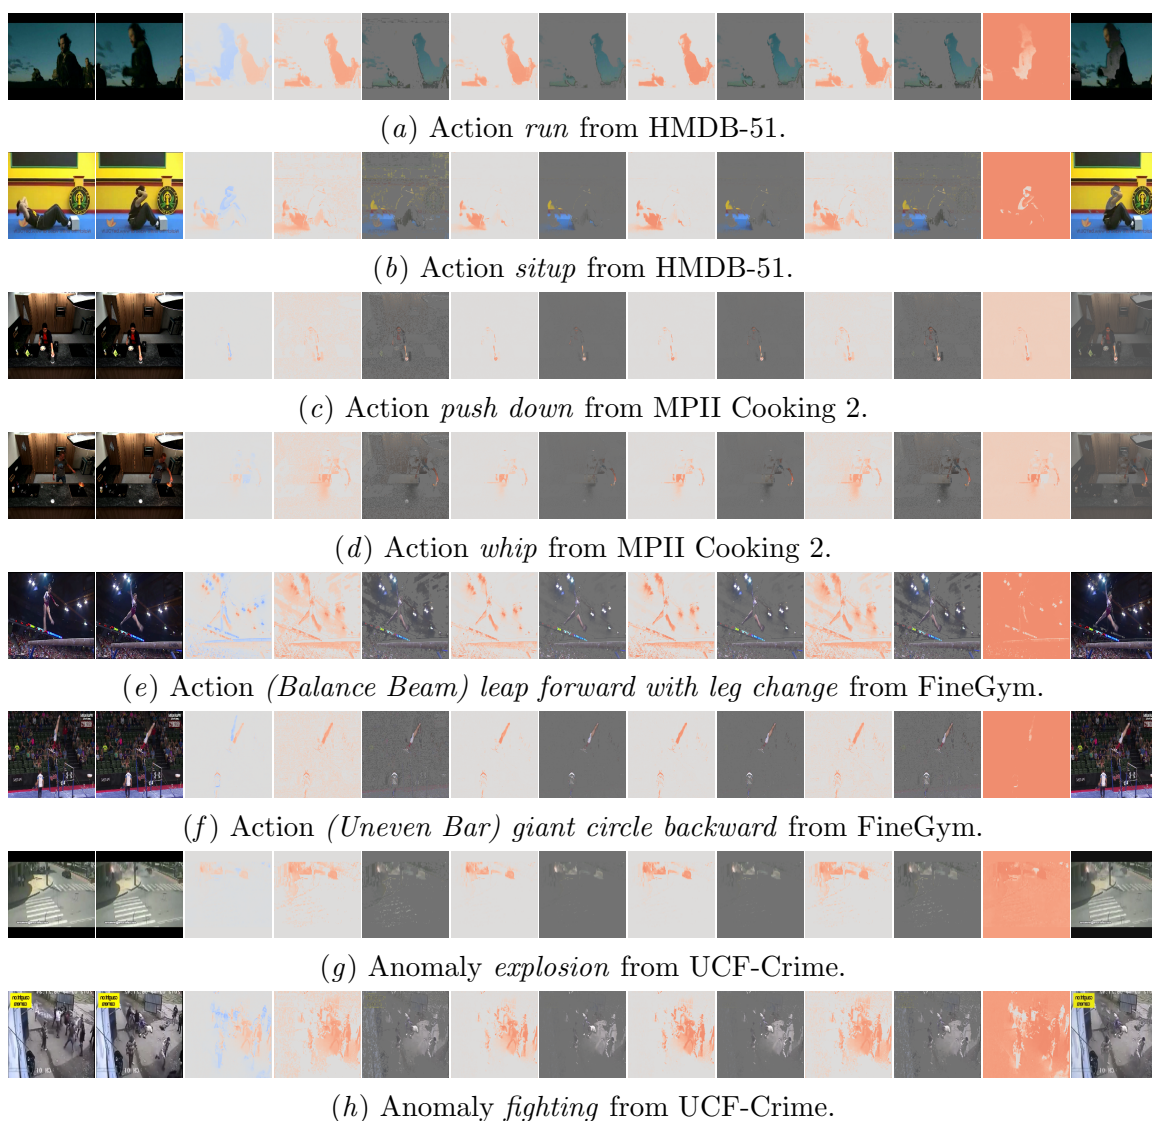 (a) Action run from HMDB-51.
(b) Action situp from HMDB-51.
(c) Action push down from MPII Cooking 2.
(d) Action whip from MPII Cooking 2.
(e) Action (Balance Beam) leap forward with leg change from FineGym.
(f) Action (Uneven Bar) giant circle backward from FineGym.
(g) Anomaly explosion from UCF-Crime.
(h) Anomaly fighting from UCF-Crime.